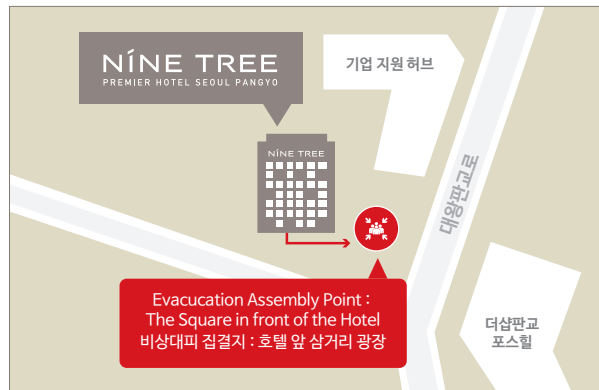 NÍNE TREE
PREMIER HOTEL SEOUL PANGYO
기업 지원 허브
NÍNE TREE
대왕판교로
Evacucation Assembly Point :
The Square in front of the Hotel
비상대피 집결지 : 호텔 앞 삼거리 광장
더샵판교
포스힐